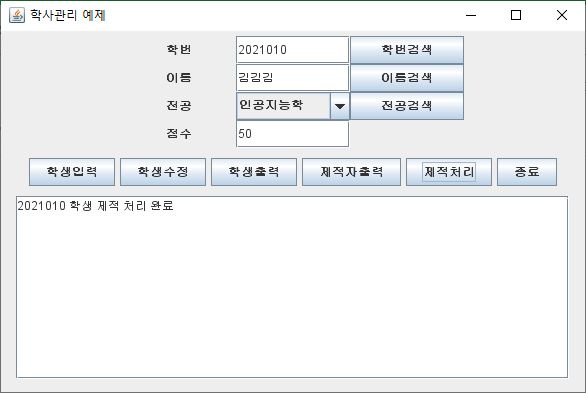 학사관리 예제
학번 2021010 학번검색
이름 김김김 이름검색
전공 인공지능학 전공검색
점수 50
학생입력 학생수정 학생출력 제적자출력 제적처리 종료
2021010 학생 제적 처리 완료